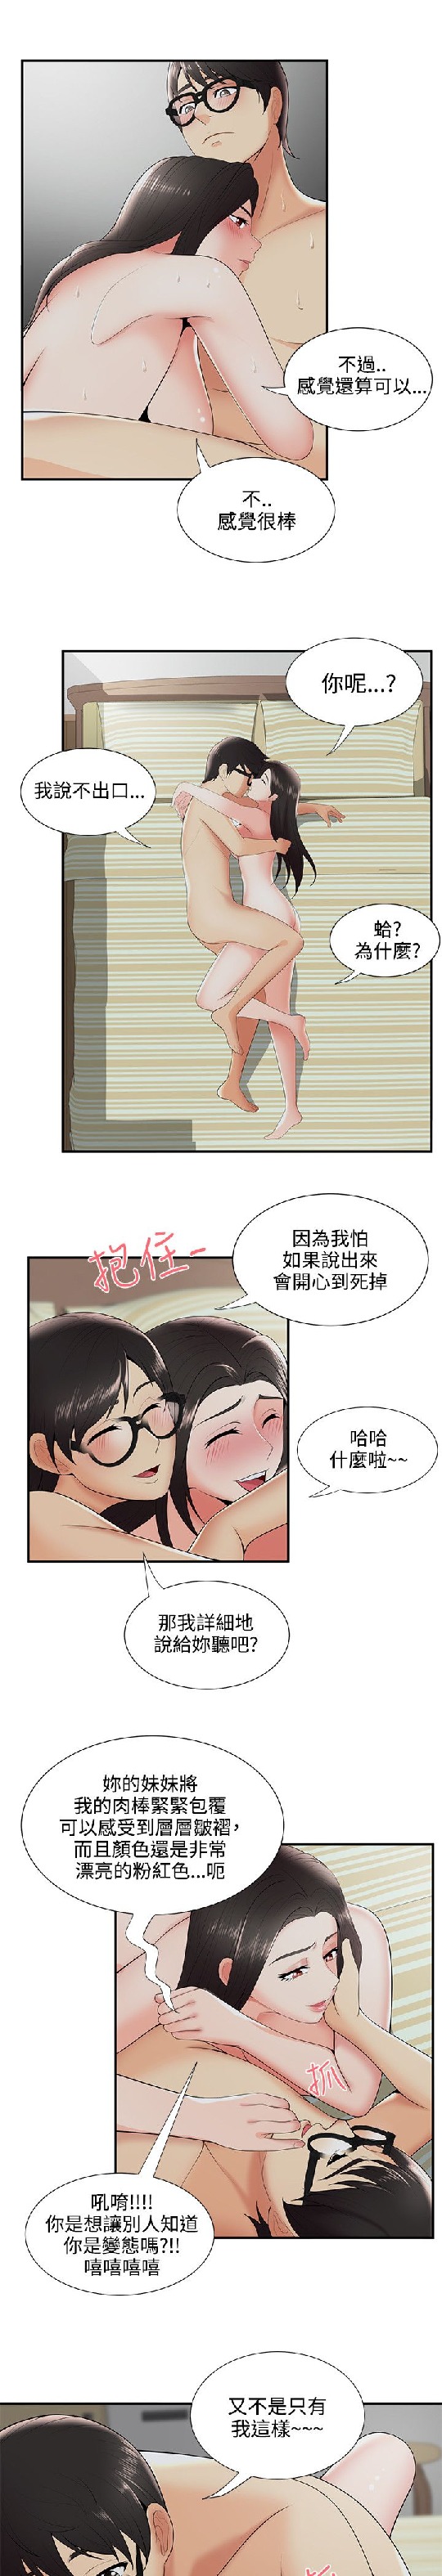 不過..
感覺還算可以...
不..
感覺很棒
你呢...?
我說不出口...
蛤?
為什麼?
抱住~
因為我怕
如果說出來
會開心到死掉
哈哈
什麼啦~~
那我詳細地
說給妳聽吧?
妳的妹妹將
我的肉棒緊緊包覆
可以感受到層層皺褶，
而且顏色還是非常
漂亮的粉紅色...呃
抓
吼唷!!!!
你是想讓別人知道
你是變態嗎?!!
嘻嘻嘻嘻
又不是只有
我這樣~~~